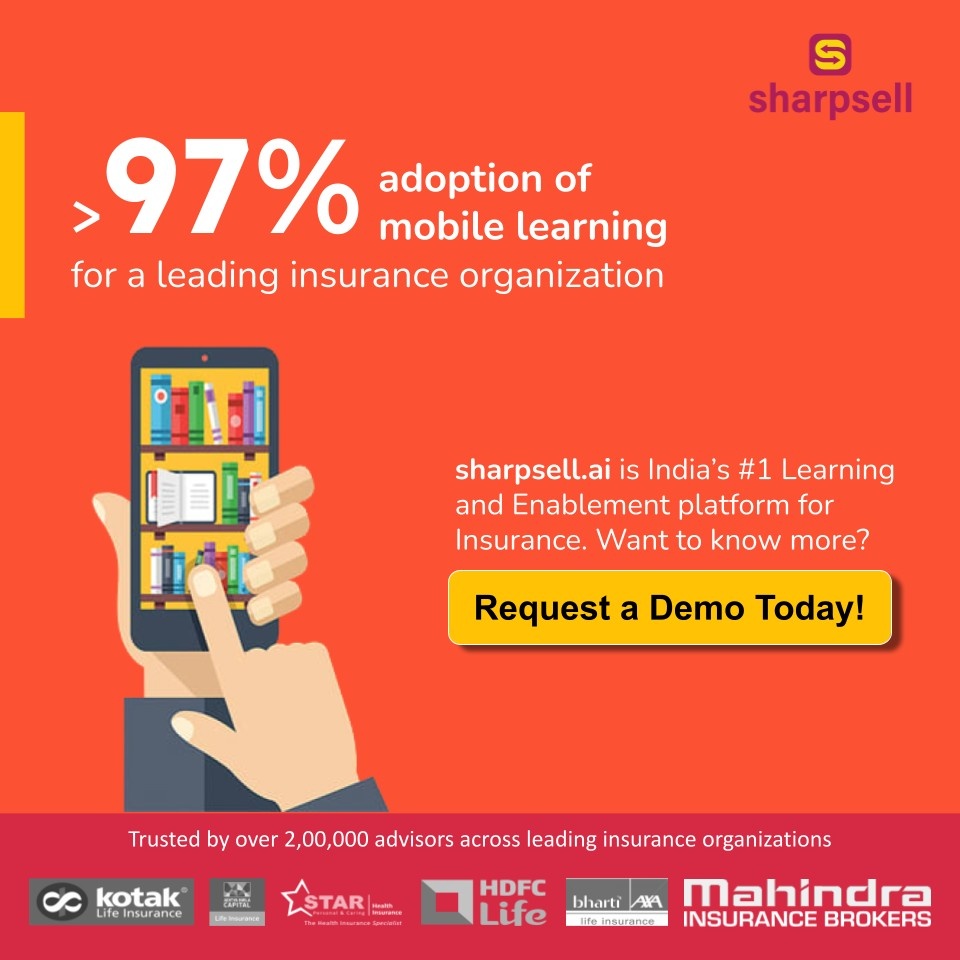 sharpsell
>97% adoption of
mobile learning
for a leading insurance organization
sharpsell.ai is India's #1 Learning
and Enablement platform for
Insurance. Want to know more?
Request a Demo Today!
Trusted by over 2,00,000 advisors across leading insurance organizations
kotak®
Life Insurance
CAPITAL
Life Insurance
STAR Health
Personal & Caring Insurance
The Health Insurance Specialist
HDFC
Life
bharti AXA
life insurance
Mahindra
INSURANCE BROKERS